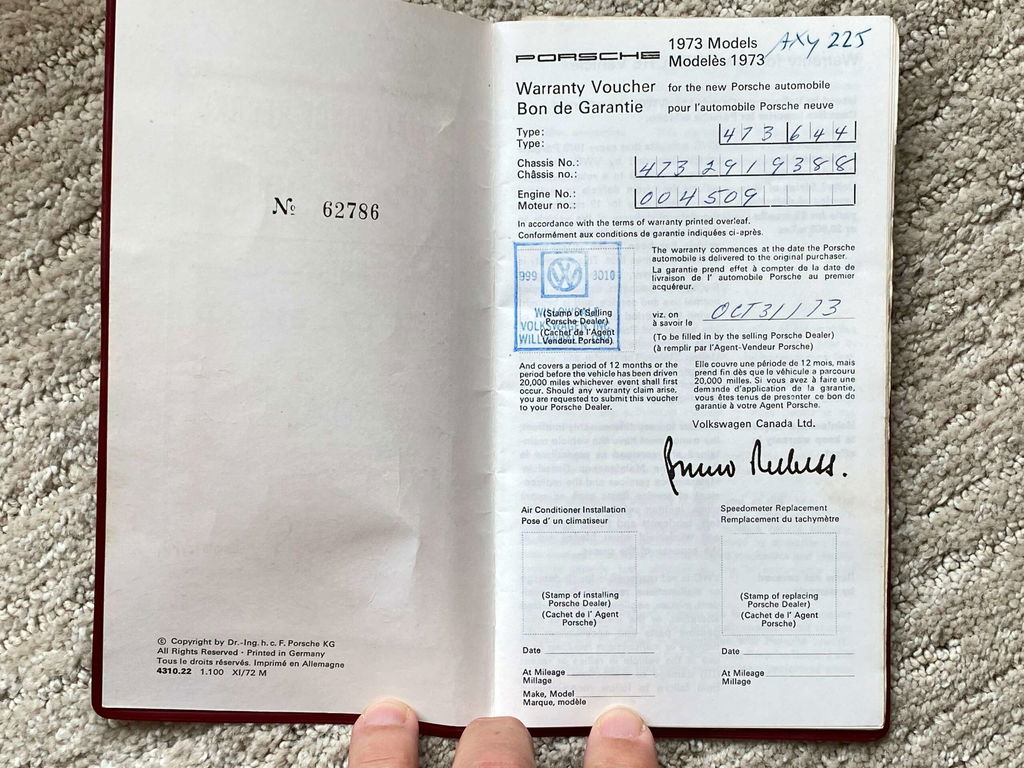 № 62786
© Copyright by Dr.-Ing. h. c. F. Porsche KG
All Rights Reserved · Printed in Germany
Tous le droits réservés. Imprimé en Allemagne
4310.22 1.100 XI/72 M
AXY 225
PORSCHE 1973 Models
Modelès 1973
Warranty Voucher for the new Porsche automobile
Bon de Garantie pour l'automobile Porsche neuve
Type: 473 644
Type:
Chassis No.: 473 2919388
Châssis no.:
Engine No.: 004509
Moteur no.:
In accordance with the terms of warranty printed overleaf.
Conformément aux conditions de garantie indiquées ci-après.
999 VW 3010
VOLKSWAGEN INC
(Stamp of Selling
Porsche Dealer)
(Cachet de l'Agent
Vendeur Porsche)
The warranty commences at the date the Porsche
automobile is delivered to the original purchaser.
La garantie prend effet à compter de la date de
livraison de l' automobile Porsche au premier
acquéreur.
viz. on OCT 31/73
à savoir le
(To be filled in by the selling Porsche Dealer)
(à remplir par l'Agent-Vendeur Porsche)
And covers a period of 12 months or the
period before the vehicle has been driven
20,000 miles whichever event shall first
occur. Should any warranty claim arise,
you are requested to submit this voucher
to your Porsche Dealer.
Elle couvre une période de 12 mois, mais
prend fin dès que le véhicule a parcouru
20,000 milles. Si vous avez à faire une
demande d'application de la garantie,
vous êtes tenus de presenter ce bon de
garantie à votre Agent Porsche.
Volkswagen Canada Ltd.
Air Conditioner Installation
Pose d' un climatiseur
(Stamp of installing
Porsche Dealer)
(Cachet de l' Agent
Porsche)
Date
At Mileage
Millage
Make, Model
Marque, modèle
Speedometer Replacement
Remplacement du tachymètre
(Stamp of replacing
Porsche Dealer)
(Cachet de l' Agent
Porsche)
Date
At Mileage
Millage